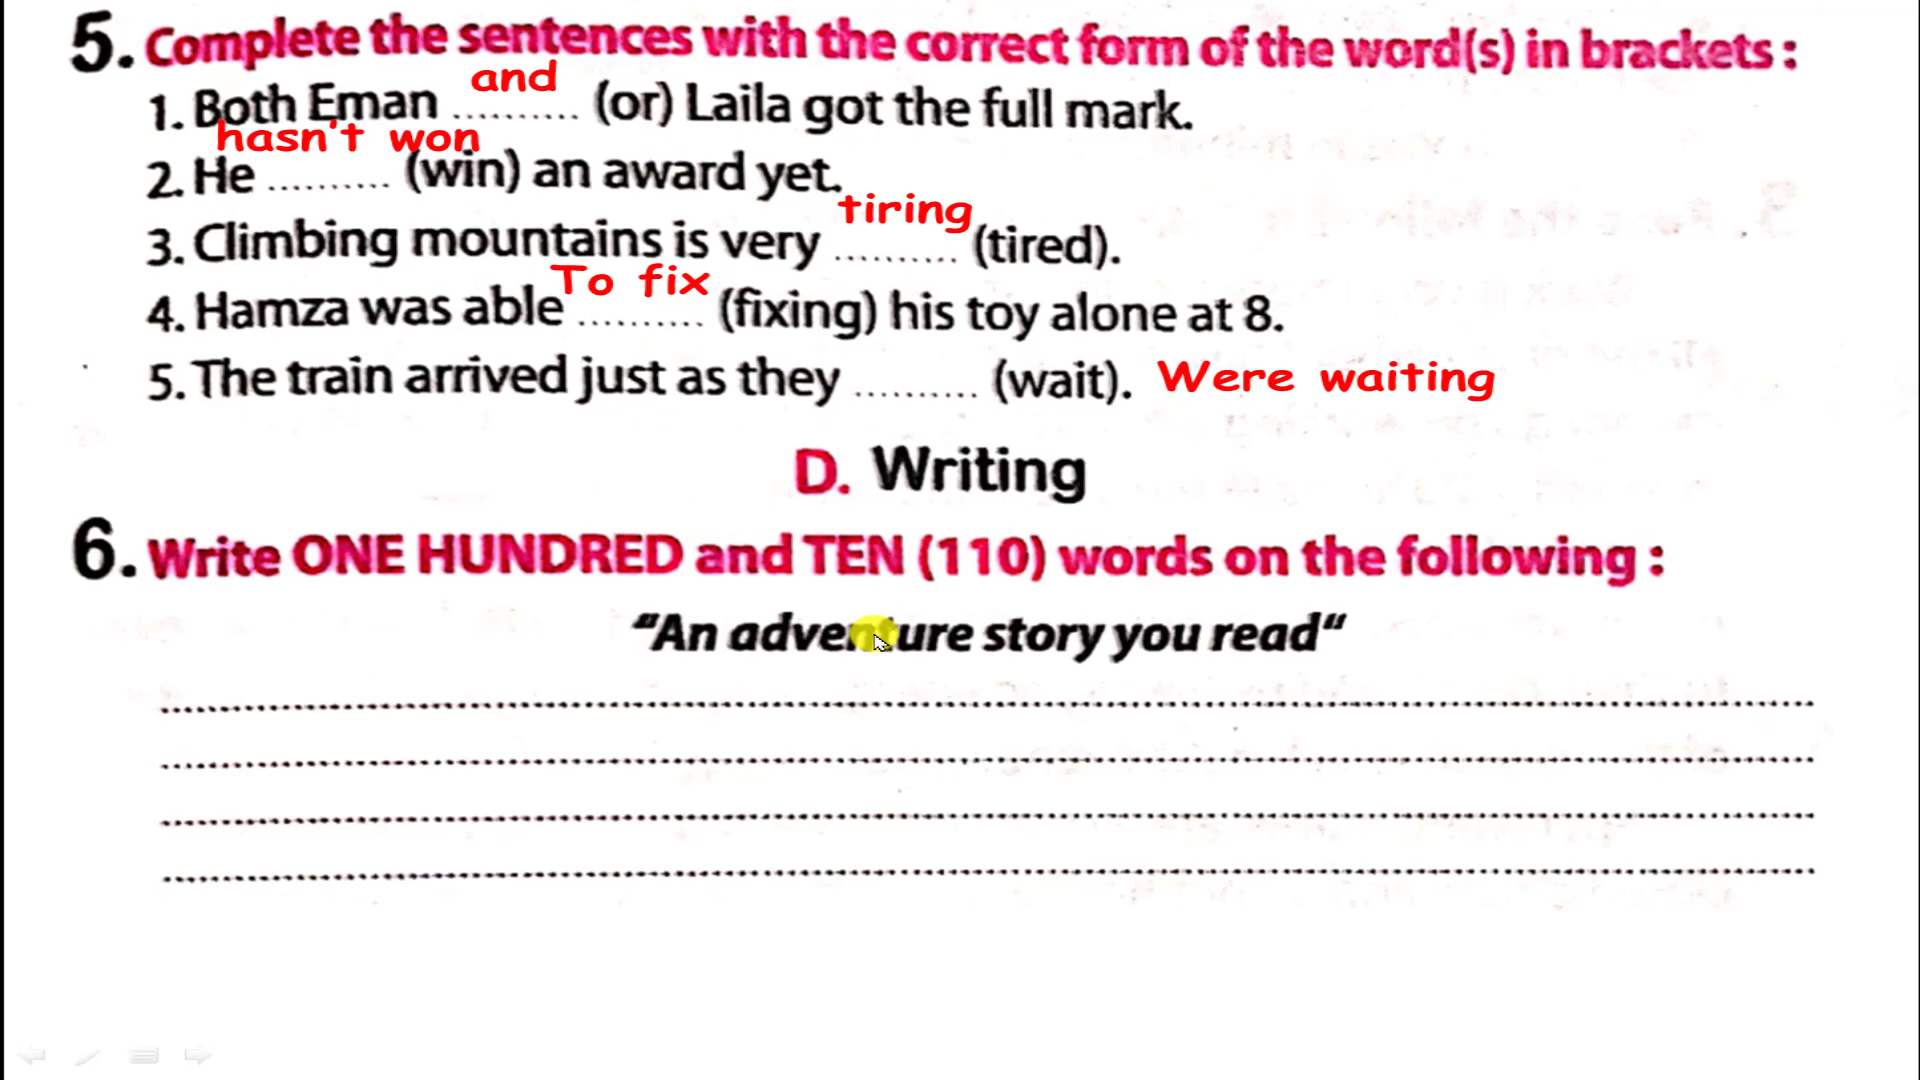 5. Complete the sentences with the correct form of the word(s) in brackets :
and
1. Both Eman .......... (or) Laila got the full mark.
hasn't won
2. He .......... (win) an award yet.
tiring
3. Climbing mountains is very .......... (tired).
To fix
4. Hamza was able .......... (fixing) his toy alone at 8.
5. The train arrived just as they .......... (wait). Were waiting
D. Writing
6. Write ONE HUNDRED and TEN (110) words on the following :
"An adventure story you read"